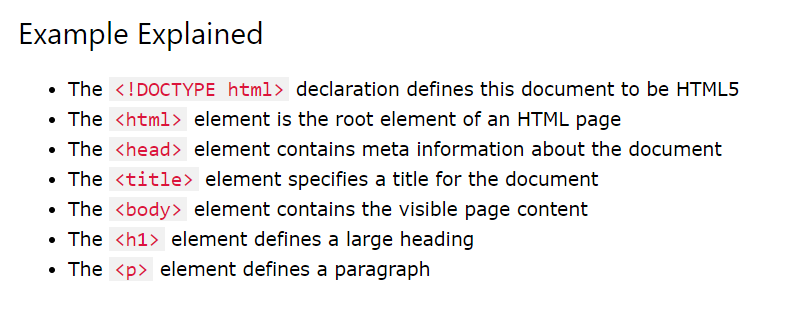 Example Explained
• The <!DOCTYPE html> declaration defines this document to be HTML5
• The <html> element is the root element of an HTML page
• The <head> element contains meta information about the document
• The <title> element specifies a title for the document
• The <body> element contains the visible page content
• The <h1> element defines a large heading
• The <p> element defines a paragraph